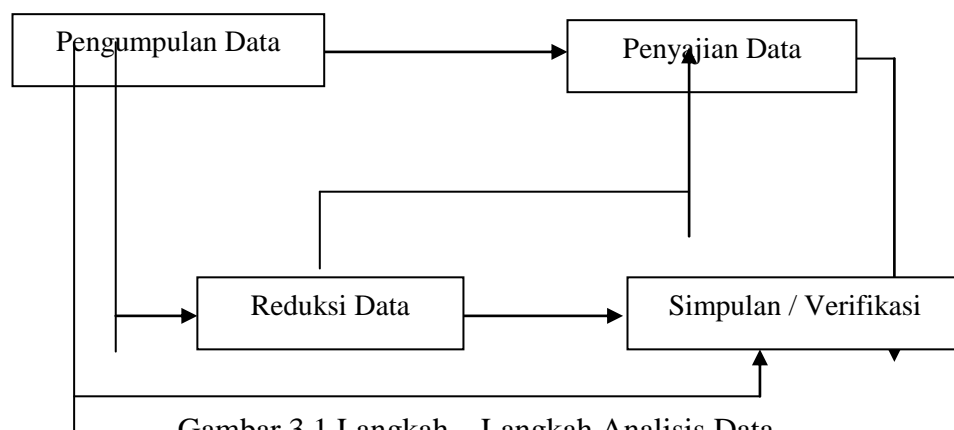 Pengumpulan Data
Penyajian Data
Reduksi Data
Simpulan / Verifikasi
Gambar 3.1 Langkah – Langkah Analisis Data